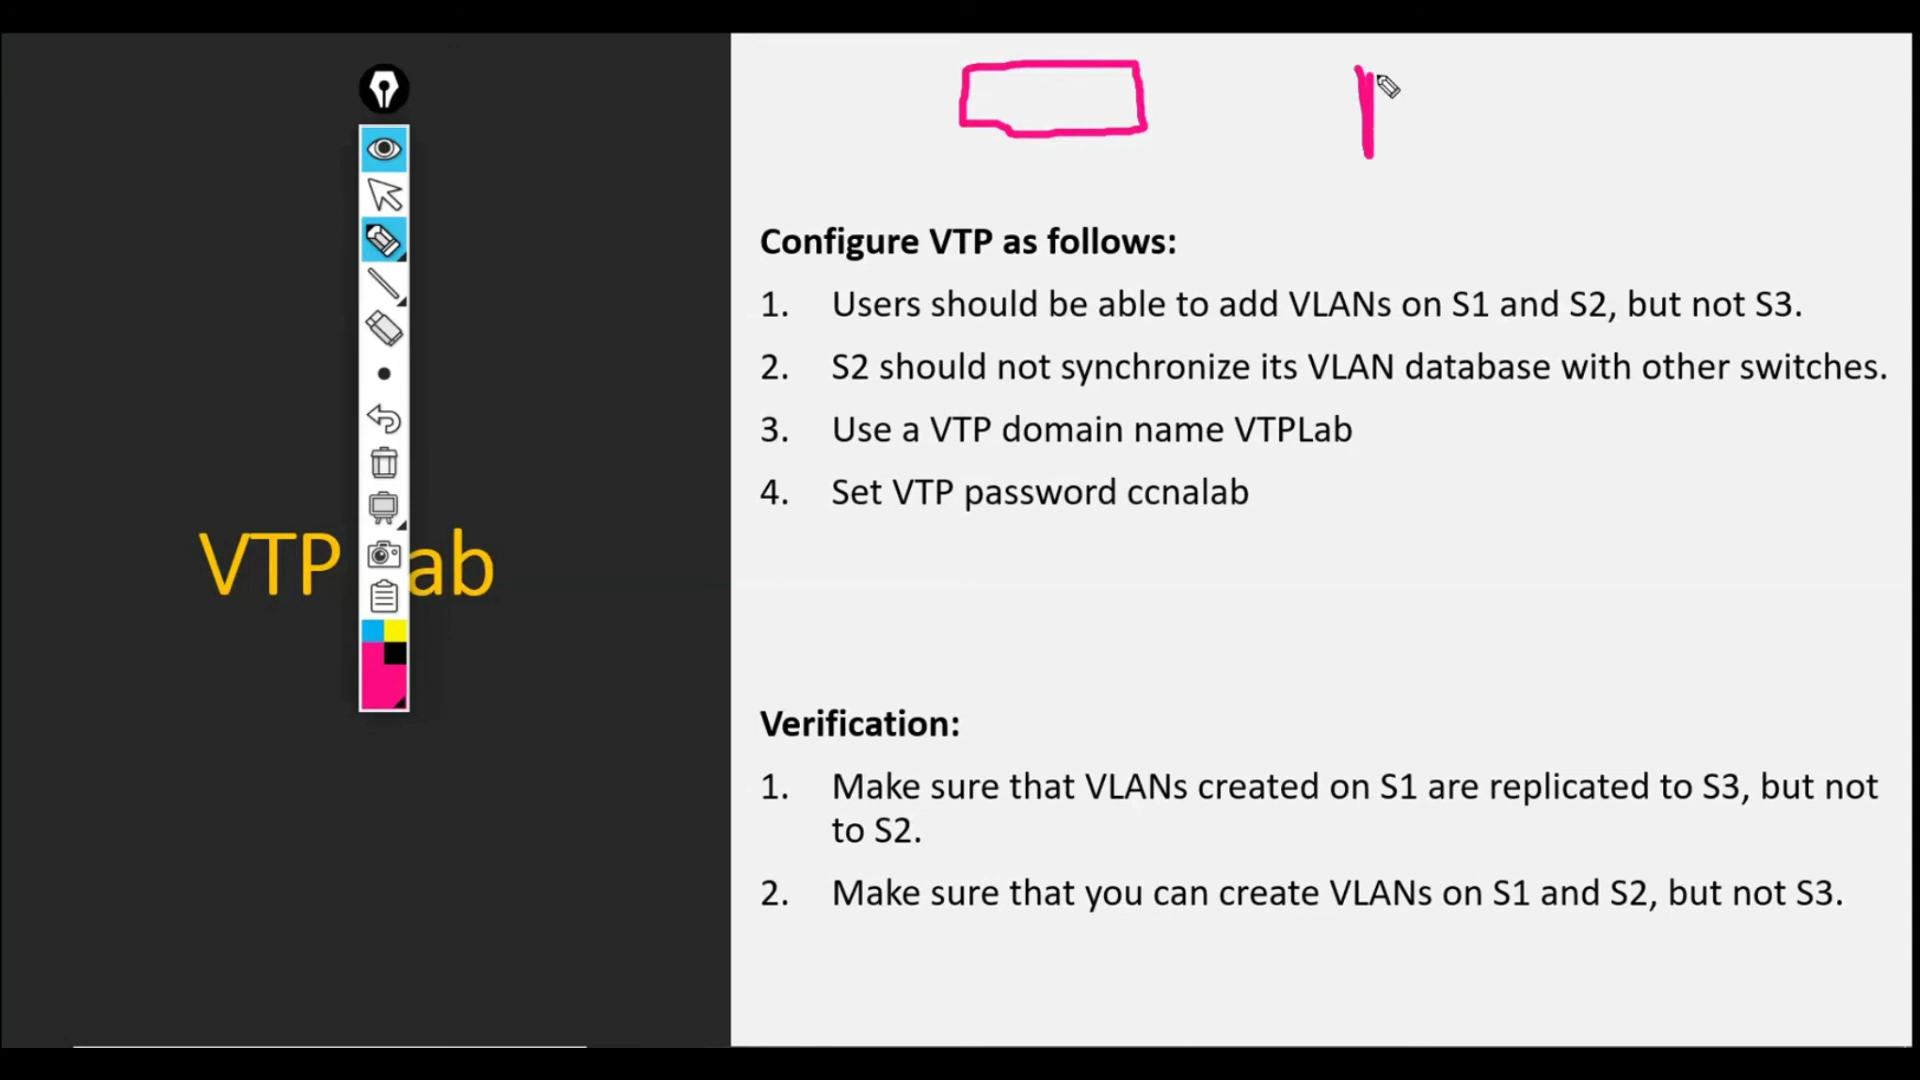 Configure VTP as follows:
1. Users should be able to add VLANs on S1 and S2, but not S3.
2. S2 should not synchronize its VLAN database with other switches.
3. Use a VTP domain name VTPLab
4. Set VTP password ccnalab
VTP ab
Verification:
1. Make sure that VLANs created on S1 are replicated to S3, but not
to S2.
2. Make sure that you can create VLANs on S1 and S2, but not S3.